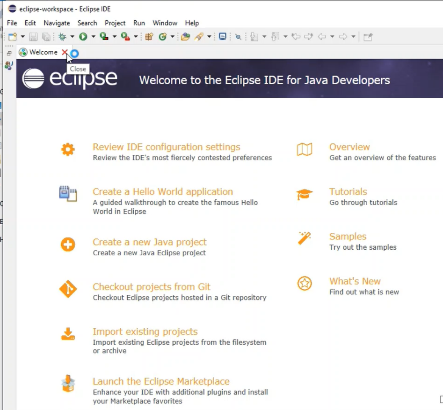 eclipse-workspace - Eclipse IDE
File Edit Navigate Search Project Run Window Help
Welcome
Close
eclipse
Welcome to the Eclipse IDE for Java Developers
Review IDE configuration settings
Review the IDE's most fiercely contested preferences
Overview
Get an overview of the features
Create a Hello World application
A guided walkthrough to create the famous Hello
World in Eclipse
Tutorials
Go through tutorials
Create a new Java project
Create a new Java Eclipse project
Samples
Try out the samples
Checkout projects from Git
Checkout Eclipse projects hosted in a Git repository
What's New
Find out what is new
Import existing projects
Import existing Eclipse projects from the filesystem
or archive
Launch the Eclipse Marketplace
Enhance your IDE with additional plugins and install
your Marketplace favorites